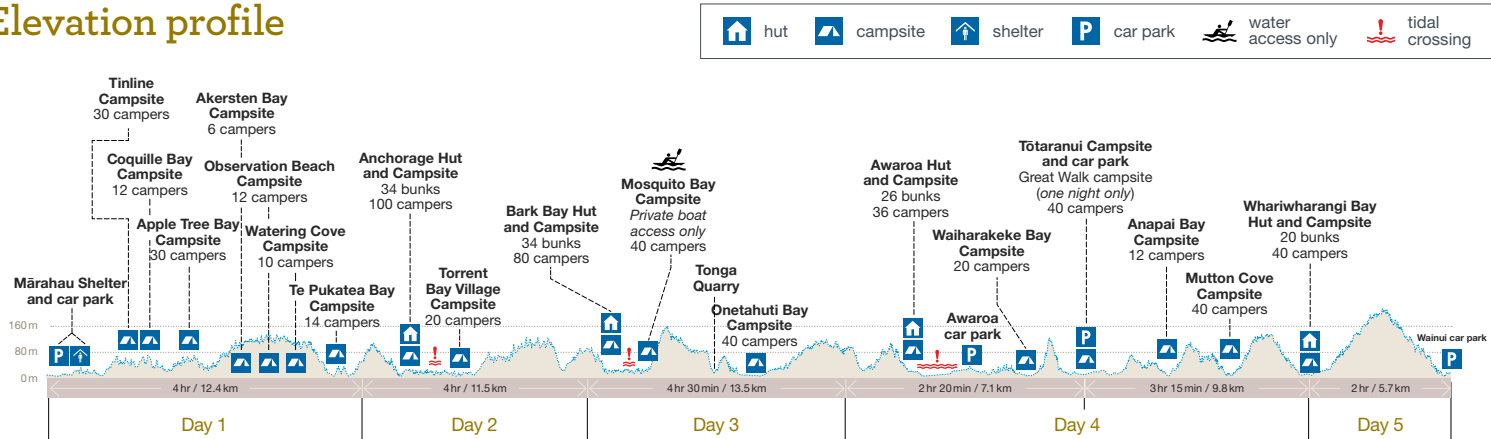 Elevation profile
hut
campsite
shelter
P
car park
water
access only
tidal
crossing
Tinline
Campsite
30 campers
Akersten Bay
Campsite
6 campers
Coquille Bay
Campsite
12 campers
Observation Beach
Campsite
12 campers
Apple Tree Bay
Campsite
30 campers
Watering Cove
Campsite
10 campers
Mārahau Shelter
and car park
Te Pukatea Bay
Campsite
14 campers
Anchorage Hut
and Campsite
34 bunks
100 campers
Torrent
Bay Village
Campsite
20 campers
Bark Bay Hut
and Campsite
34 bunks
80 campers
Mosquito Bay
Campsite
Private boat
access only
40 campers
Tonga
Quarry
Onetahuti Bay
Campsite
40 campers
Awaroa Hut
and Campsite
26 bunks
36 campers
Awaroa
car park
Waiharakeke Bay
Campsite
20 campers
Tōtaranui Campsite
and car park
Great Walk campsite
(one night only)
40 campers
Anapai Bay
Campsite
12 campers
Mutton Cove
Campsite
40 campers
Whariwharangi Bay
Hut and Campsite
20 bunks
40 campers
Wainui car park
160 m
80 m
0 m
P
P
P
P
4 hr / 12.4 km
4 hr / 11.5 km
4 hr 30 min / 13.5 km
2 hr 20 min / 7.1 km
3 hr 15 min / 9.8 km
2 hr / 5.7 km
Day 1
Day 2
Day 3
Day 4
Day 5